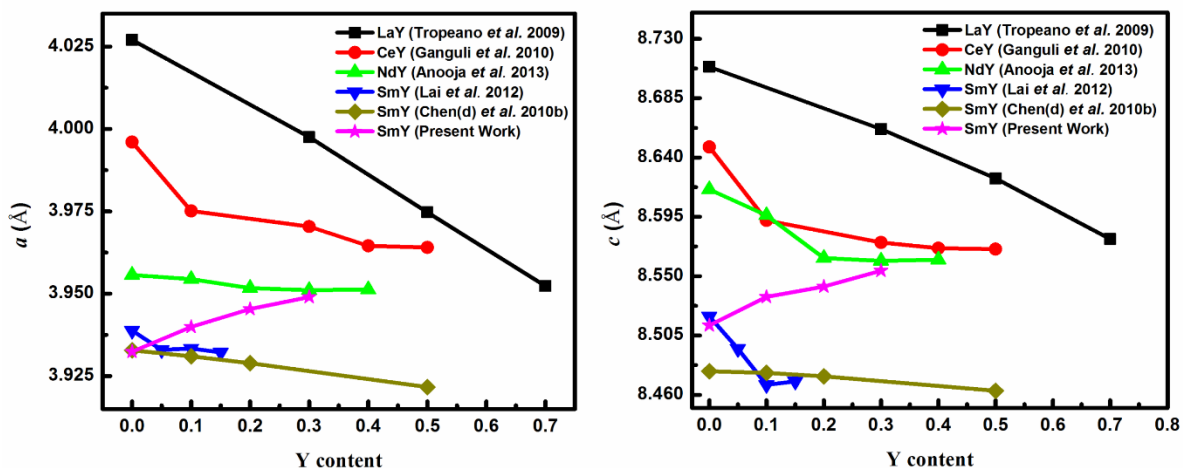 LaY (Tropeano et al. 2009)
CeY (Ganguli et al. 2010)
NdY (Anooja et al. 2013)
SmY (Lai et al. 2012)
SmY (Chen(d) et al. 2010b)
SmY (Present Work)
4.025
4.000
3.975
3.950
3.925
a (Å)
0.0 0.1 0.2 0.3 0.4 0.5 0.6 0.7
Y content
LaY (Tropeano et al. 2009)
CeY (Ganguli et al. 2010)
NdY (Anooja et al. 2013)
SmY (Lai et al. 2012)
SmY (Chen(d) et al. 2010b)
SmY (Present Work)
8.730
8.685
8.640
8.595
8.550
8.505
8.460
c (Å)
0.0 0.1 0.2 0.3 0.4 0.5 0.6 0.7 0.8
Y content